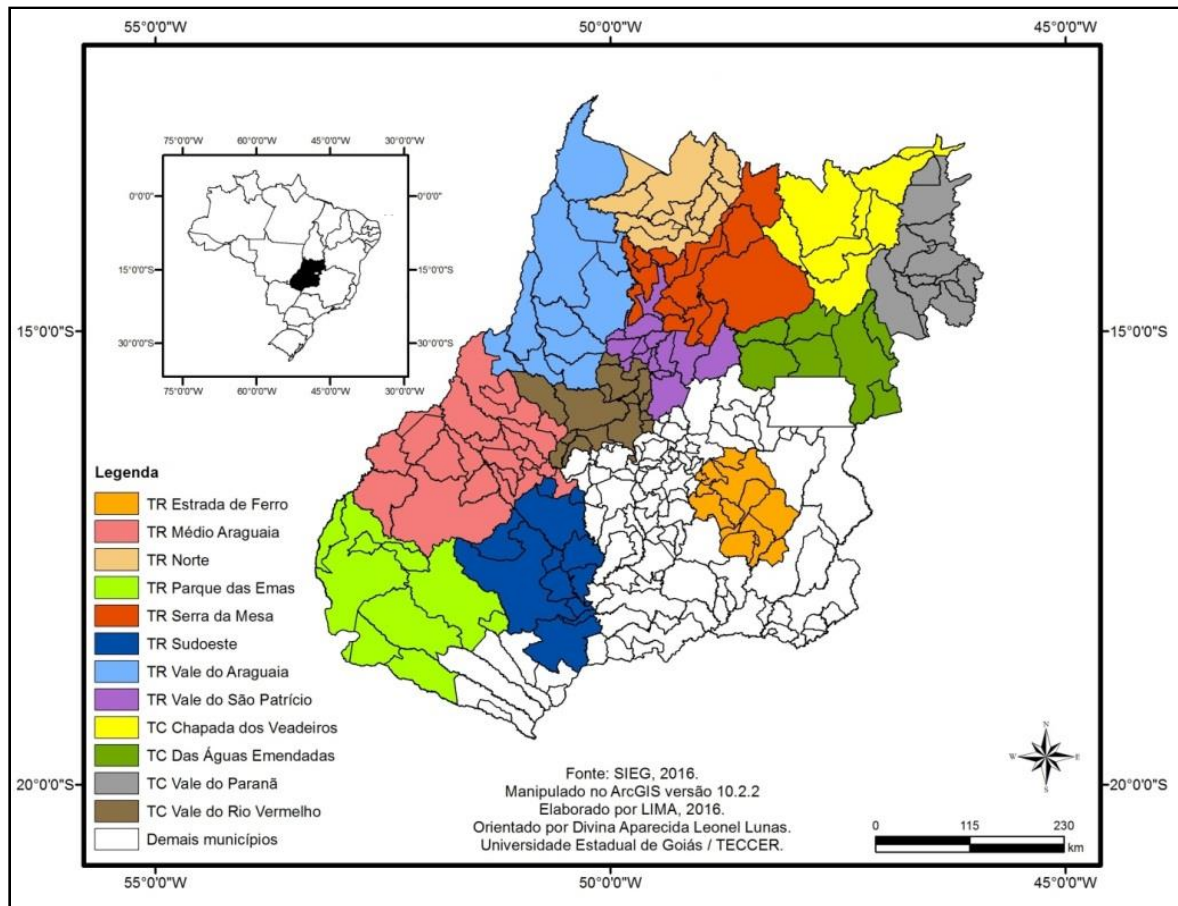 55°0'0"W 50°0'0"W 45°0'0"W
75°0'0"W 60°0'0"W 45°0'0"W 30°0'0"W
0°0'0" 0°0'0"
15°0'0"S 15°0'0"S
30°0'0"S 30°0'0"S
75°0'0"W 60°0'0"W 45°0'0"W 30°0'0"W
15°0'0"S 15°0'0"S
Legenda
TR Estrada de Ferro
TR Médio Araguaia
TR Norte
TR Parque das Emas
TR Serra da Mesa
TR Sudoeste
TR Vale do Araguaia
TR Vale do São Patrício
TC Chapada dos Veadeiros
TC Das Águas Emendadas
TC Vale do Paranã
TC Vale do Rio Vermelho
Demais municípios
N
W E
S
20°0'0"S 20°0'0"S
Fonte: SIEG, 2016.
Manipulado no ArcGIS versão 10.2.2
Elaborado por LIMA, 2016.
Orientado por Divina Aparecida Leonel Lunas.
Universidade Estadual de Goiás / TECCER.
0 115 230
km
55°0'0"W 50°0'0"W 45°0'0"W